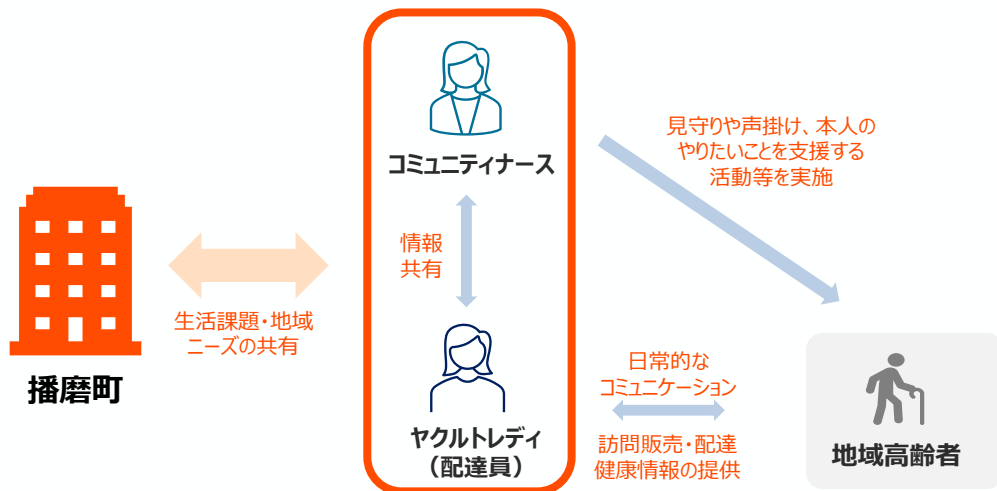 コミュニティナース
見守りや声掛け、本人の
やりたいことを支援する
活動等を実施
情報
共有
生活課題・地域
ニーズの共有
播磨町
日常的な
コミュニケーション
ヤクルトレディ
（配達員）
訪問販売・配達
健康情報の提供
地域高齢者